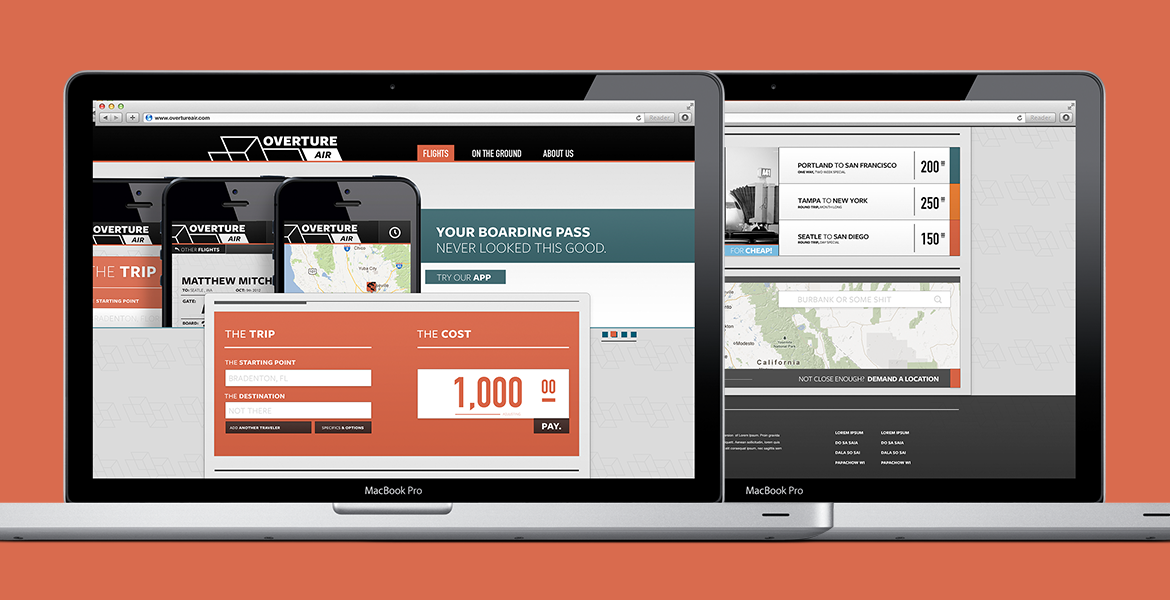 www.overtureair.com
Reader
OVERTURE
AIR
FLIGHTS
ON THE GROUND
ABOUT US
OVERTURE
AIR
THE TRIP
STARTING POINT
BRADENTON, FL
OVERTURE
AIR
OTHER FLIGHTS
MATTHEW MITCH
TO: SEATLE, WA
OCT: 04 2012
GATE:
BOARD:
OVERTURE
AIR
Chico
Yuba City
YOUR BOARDING PASS
NEVER LOOKED THIS GOOD.
TRY OUR APP
THE TRIP
THE STARTING POINT
BRADENTON, FL
THE DESTINATION
NOT THERE
ADD ANOTHER TRAVELER
SPECIFICS & OPTIONS
THE COST
1,000 00
PAY.
MacBook Pro
Reader
FOR CHEAP!
PORTLAND TO SAN FRANCISCO
ONE WAY, TWO WEEK SPECIAL
200
TAMPA TO NEW YORK
ROUND TRIP, MONTH LONG
250
SEATLE TO SAN DIEGO
ROUND TRIP, DAY SPECIAL
150
BURBANK OR SOME SHIT
Modesto
California
NOT CLOSE ENOUGH? DEMAND A LOCATION
LOREM IPSUM
DO SA SAIA
DALA SO SAI
PAPACHOW WI
LOREM IPSUM
DO SA SAIA
DALA SO SAI
PAPACHOW WI
MacBook Pro